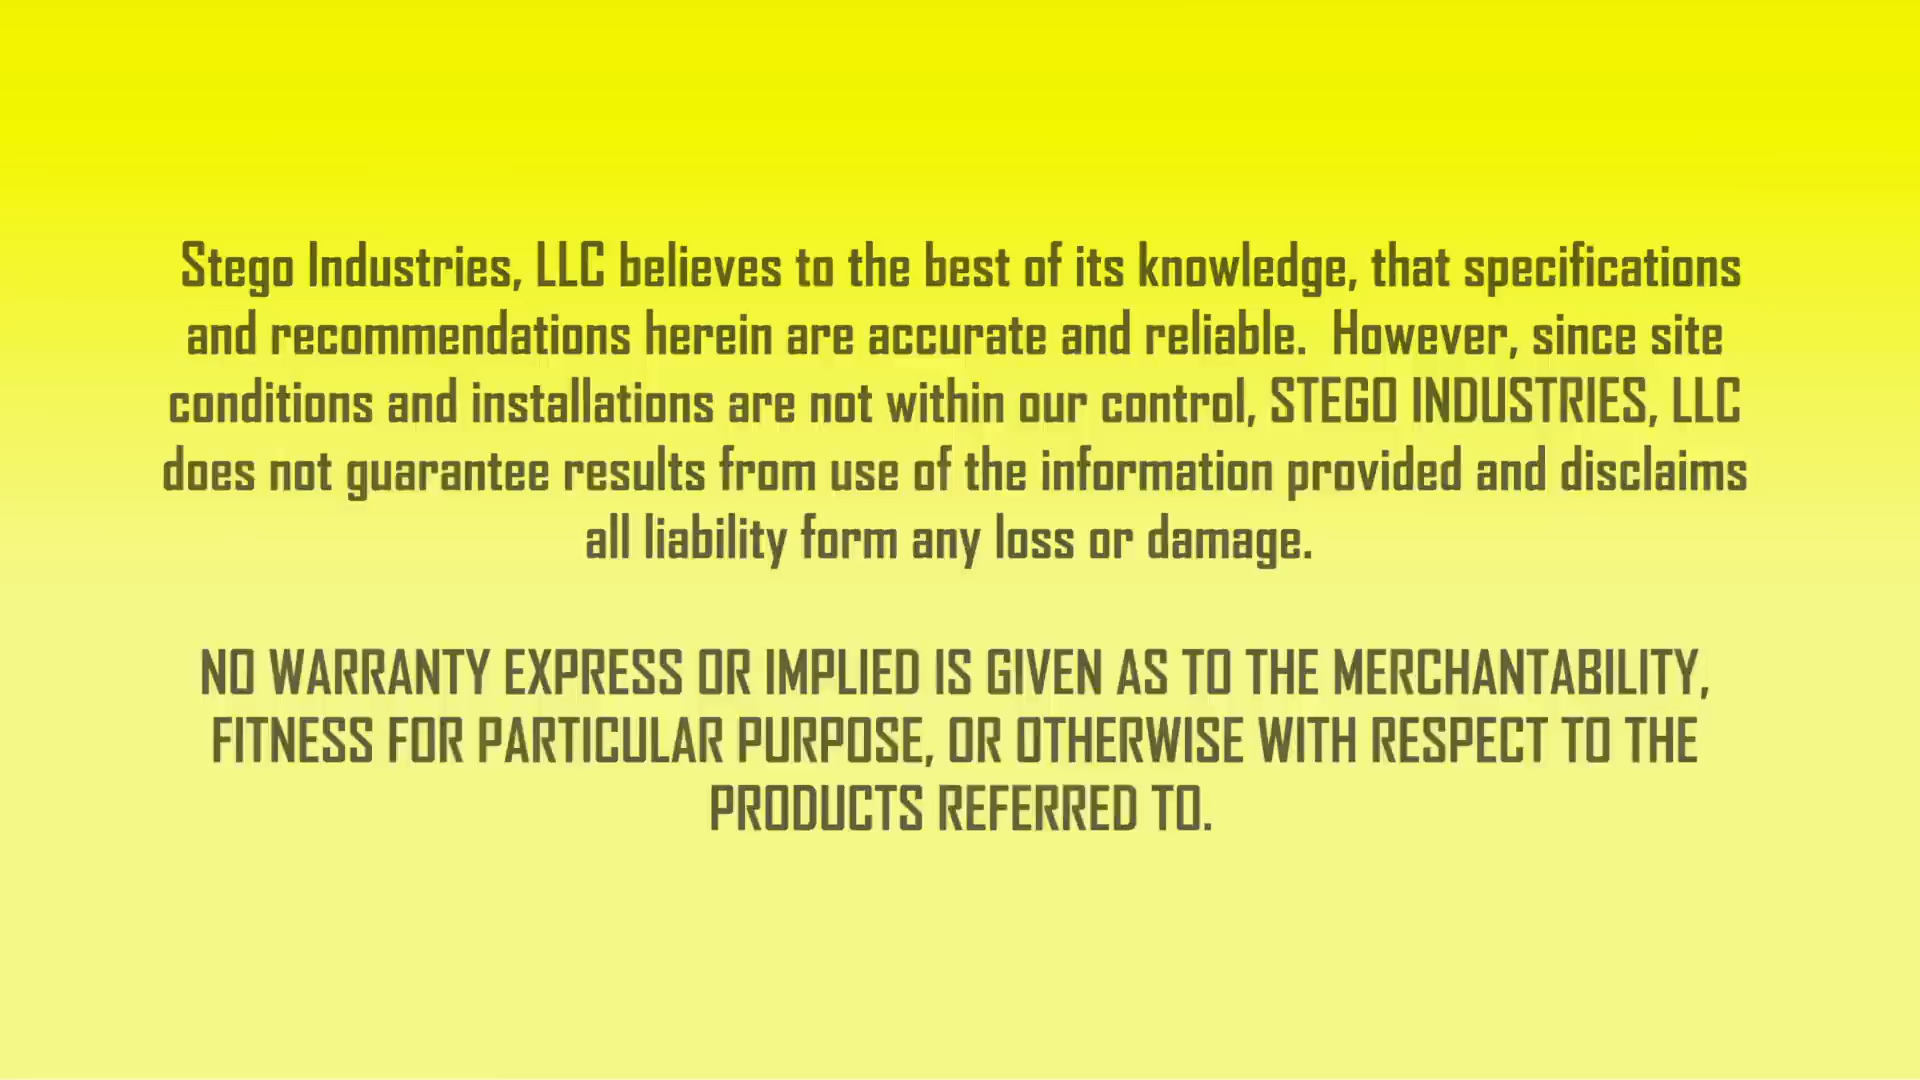 Stego Industries, LLC believes to the best of its knowledge, that specifications
and recommendations herein are accurate and reliable.  However, since site
conditions and installations are not within our control, STEGO INDUSTRIES, LLC
does not guarantee results from use of the information provided and disclaims
all liability form any loss or damage.
NO WARRANTY EXPRESS OR IMPLIED IS GIVEN AS TO THE MERCHANTABILITY,
FITNESS FOR PARTICULAR PURPOSE, OR OTHERWISE WITH RESPECT TO THE
PRODUCTS REFERRED TO.